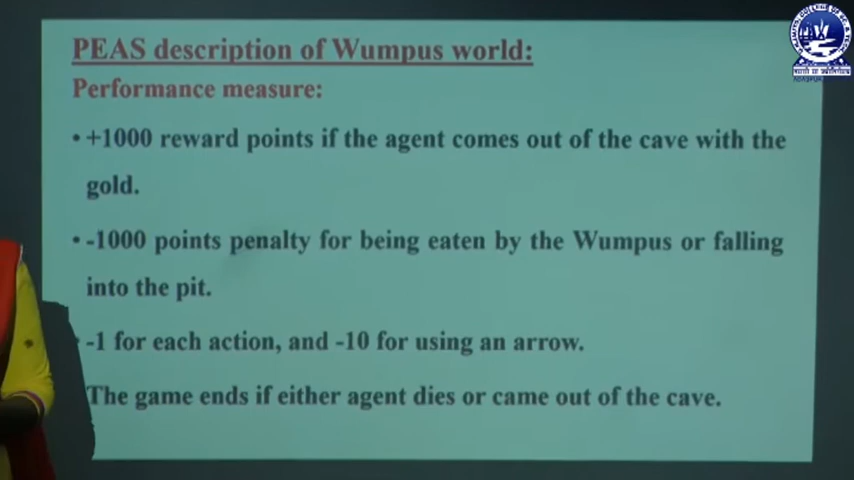 PEAS description of Wumpus world:
Performance measure:
• +1000 reward points if the agent comes out of the cave with the
gold.
• -1000 points penalty for being eaten by the Wumpus or falling
into the pit.
-1 for each action, and -10 for using an arrow.
The game ends if either agent dies or came out of the cave.